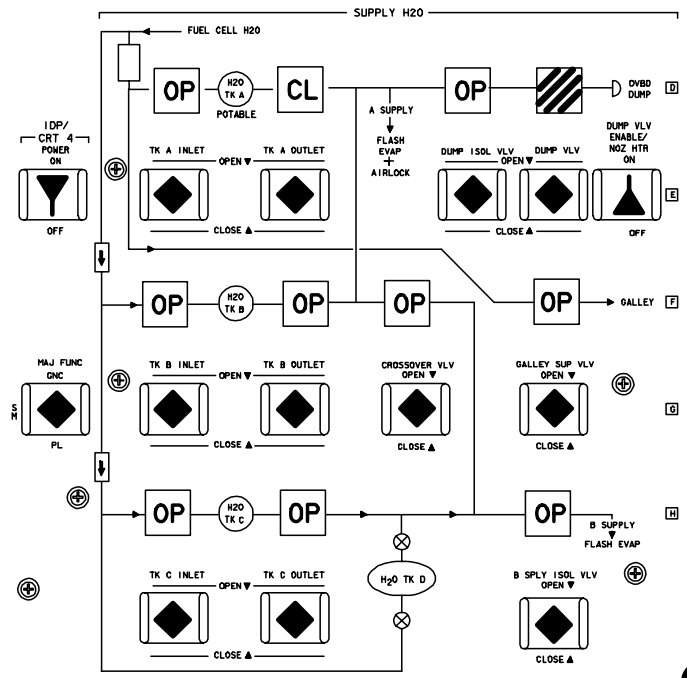 SUPPLY H2O
FUEL CELL H2O
OP
H2O
TK A
CL
OP
OVBD
DUMP
D
POTABLE
A SUPPLY
FLASH
EVAP
+
AIRLOCK
IDP/
CRT 4
POWER
ON
OFF
TK A INLET
OPEN ▼
TK A OUTLET
CLOSE ▲
DUMP ISOL VLV
DUMP VLV
OPEN ▼
CLOSE ▲
DUMP VLV
ENABLE/
NOZ HTR
ON
OFF
E
OP
H2O
TK B
OP
OP
OP
GALLEY
F
MAJ FUNC
GNC
SM
PL
TK B INLET
OPEN ▼
TK B OUTLET
CLOSE ▲
CROSSOVER VLV
OPEN ▼
CLOSE ▲
GALLEY SUP VLV
OPEN ▼
CLOSE ▲
G
OP
H2O
TK C
OP
OP
H
B SUPPLY
FLASH EVAP
H2O TK D
TK C INLET
OPEN ▼
TK C OUTLET
CLOSE ▲
B SPLY ISOL VLV
OPEN ▼
CLOSE ▲